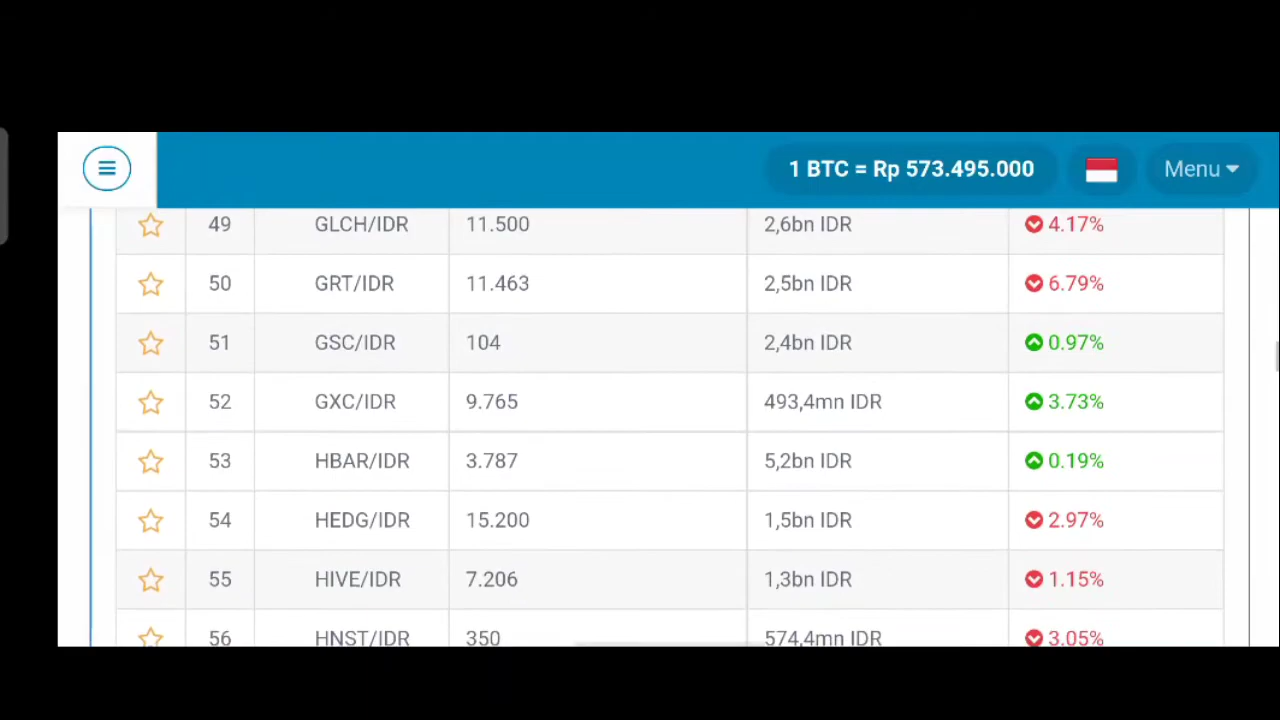 1 BTC = Rp 573.495.000 Menu
49 GLCH/IDR 11.500 2,6bn IDR 4.17%
50 GRT/IDR 11.463 2,5bn IDR 6.79%
51 GSC/IDR 104 2,4bn IDR 0.97%
52 GXC/IDR 9.765 493,4mn IDR 3.73%
53 HBAR/IDR 3.787 5,2bn IDR 0.19%
54 HEDG/IDR 15.200 1,5bn IDR 2.97%
55 HIVE/IDR 7.206 1,3bn IDR 1.15%
56 HNST/IDR 350 574,4mn IDR 3.05%